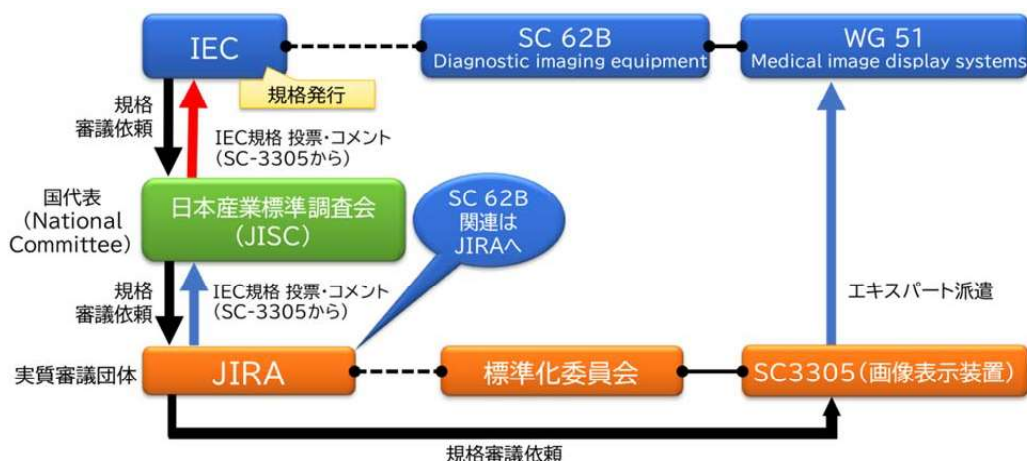 IEC
SC 62B
Diagnostic imaging equipment
WG 51
Medical image display systems
規格発行
規格
審議依頼
IEC規格 投票・コメント
(SC-3305から)
国代表
(National
Committee)
日本産業標準調査会
(JISC)
SC 62B
関連は
JIRAへ
規格
審議依頼
IEC規格 投票・コメント
(SC-3305から)
エキスパート派遣
実質審議団体
JIRA
標準化委員会
SC3305(画像表示装置)
規格審議依頼